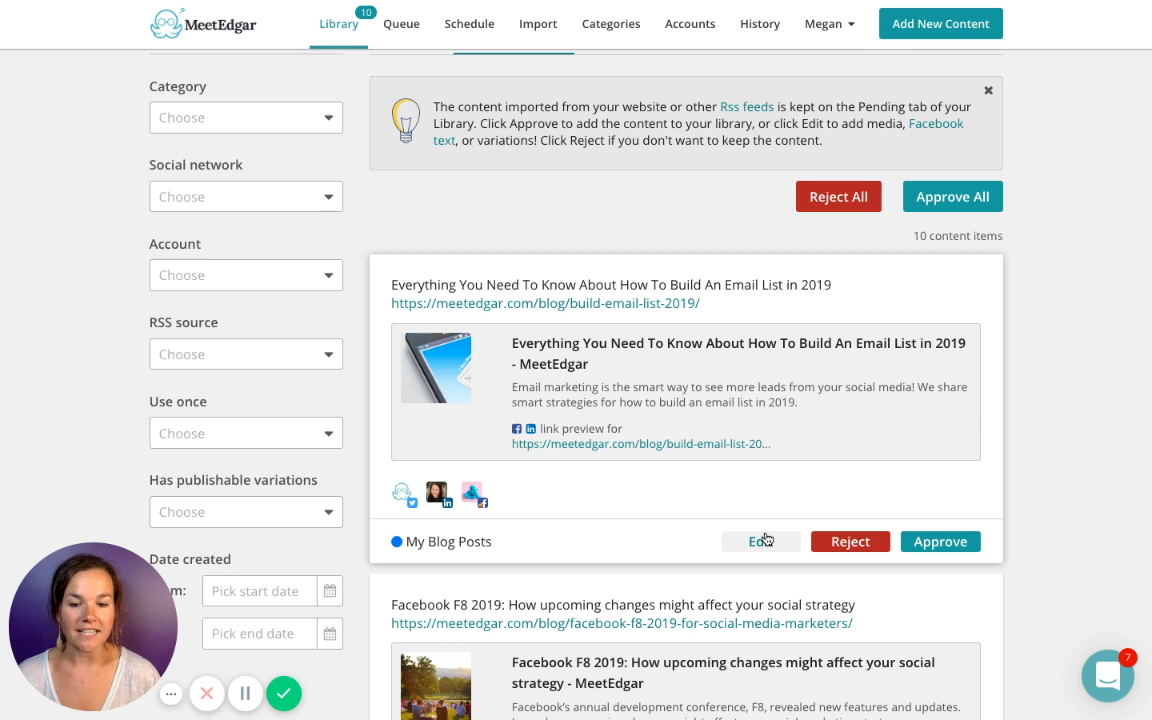 MeetEdgar
Library
10
Queue
Schedule
Import
Categories
Accounts
History
Megan
Add New Content
Category
Choose
Social network
Choose
Account
Choose
RSS source
Choose
Use once
Choose
Has publishable variations
Choose
Date created
m:
Pick start date
Pick end date
The content imported from your website or other Rss feeds is kept on the Pending tab of your
Library. Click Approve to add the content to your library, or click Edit to add media, Facebook
text, or variations! Click Reject if you don't want to keep the content.
Reject All
Approve All
10 content items
Everything You Need To Know About How To Build An Email List in 2019
https://meetedgar.com/blog/build-email-list-2019/
Everything You Need To Know About How To Build An Email List in 2019
- MeetEdgar
Email marketing is the smart way to see more leads from your social media! We share
smart strategies for how to build an email list in 2019.
link preview for
https://meetedgar.com/blog/build-email-list-20...
My Blog Posts
Reject
Approve
Facebook F8 2019: How upcoming changes might affect your social strategy
https://meetedgar.com/blog/facebook-f8-2019-for-social-media-marketers/
Facebook F8 2019: How upcoming changes might affect your social
strategy - MeetEdgar
Facebook's annual development conference, F8, revealed new features and updates.
7